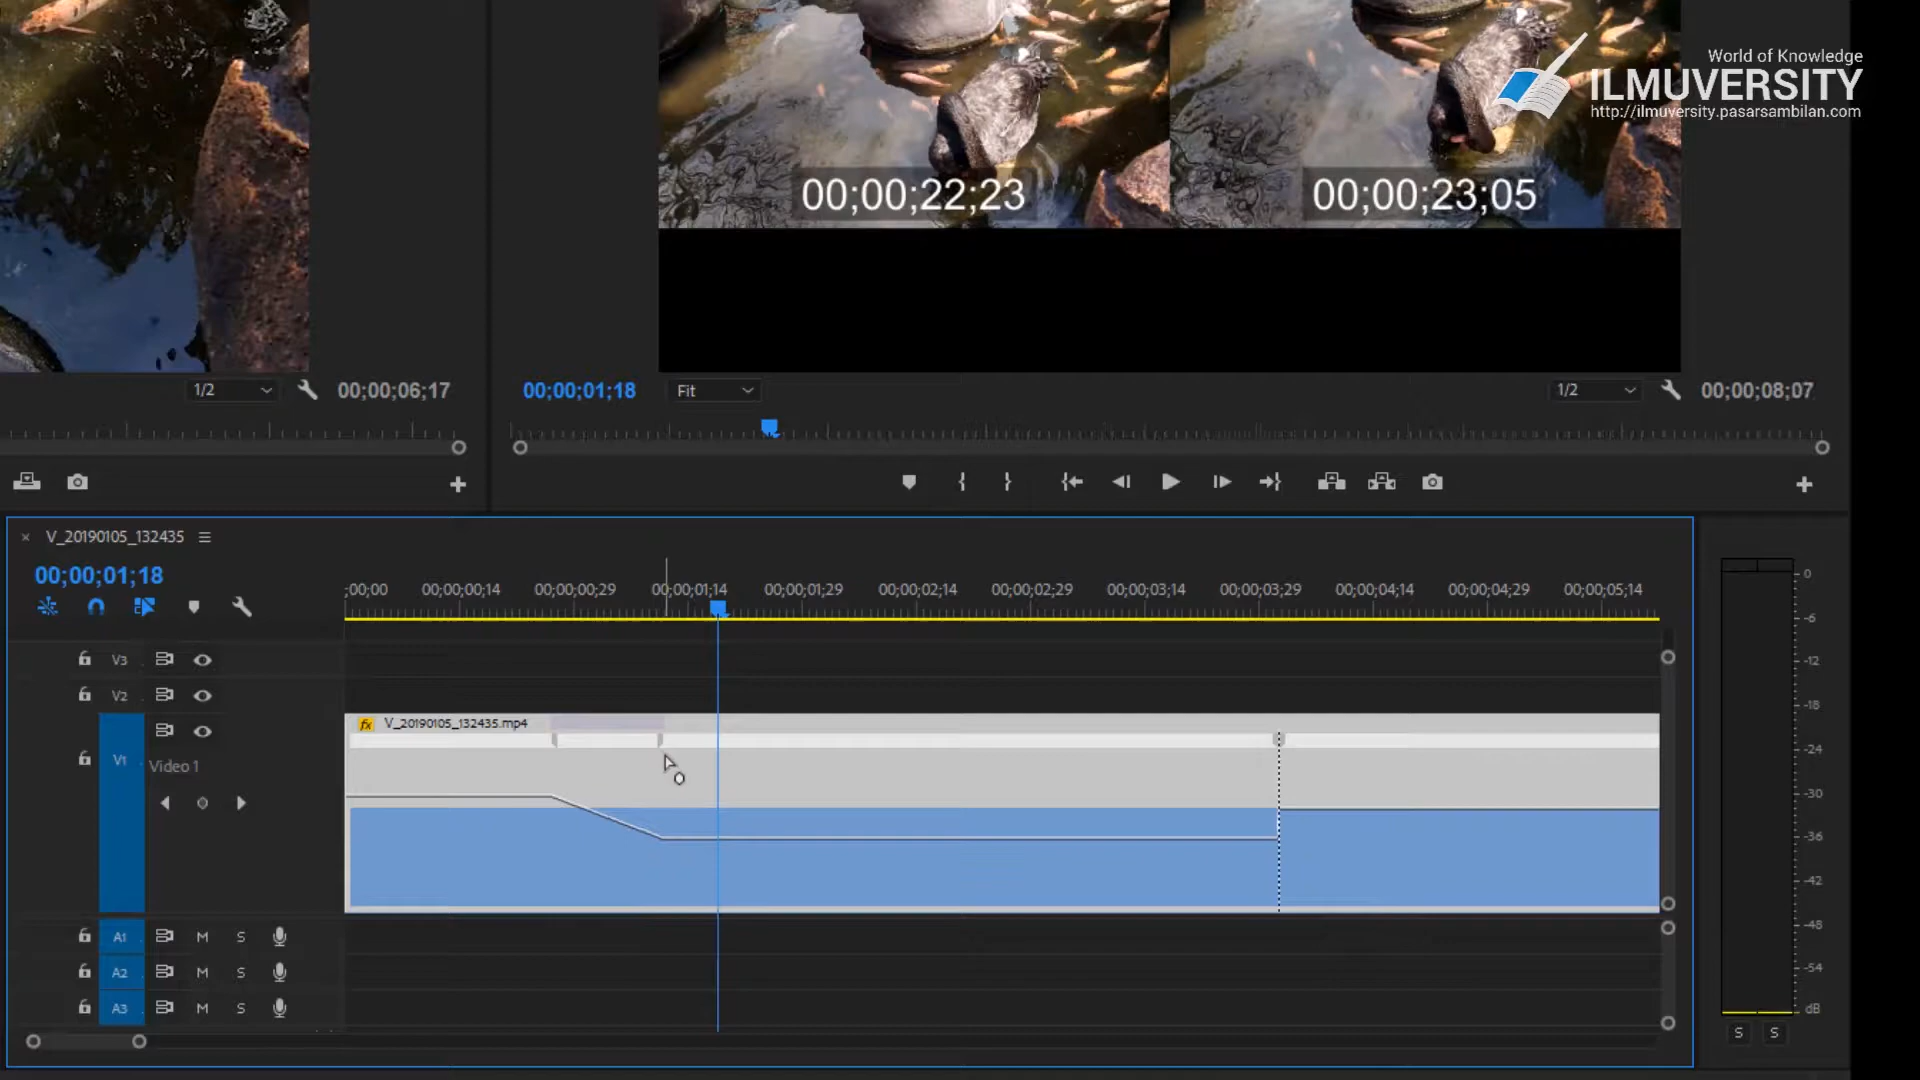 World of Knowledge
ILMUVERSITY
http://ilmuversity.pasarsambilan.com
00;00;22;23
00;00;23;05
1/2
00;00;06;17
00;00;01;18
Fit
1/2
00;00;08;07
× V_20190105_132435
00;00;01;18
;00;00 00;00;00;14 00;00;00;29 00;00;01;14 00;00;01;29 00;00;02;14 00;00;02;29 00;00;03;14 00;00;03;29 00;00;04;14 00;00;04;29 00;00;05;14
V3
V2
fx V_20190105_132435.mp4
V1
Video 1
A1 M S
A2 M S
A3 M S
0
-6
-12
-18
-24
-30
-36
-42
-48
-54
dB
S S